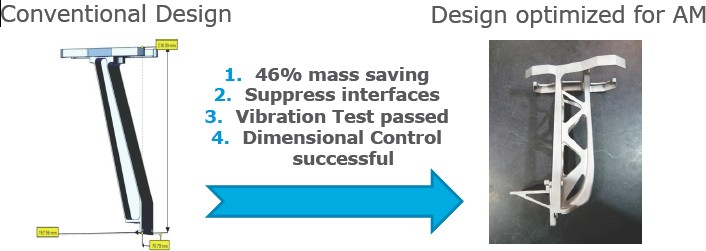 Conventional Design
Design optimized for AM
1. 46% mass saving
2. Suppress interfaces
3. Vibration Test passed
4. Dimensional Control
successful